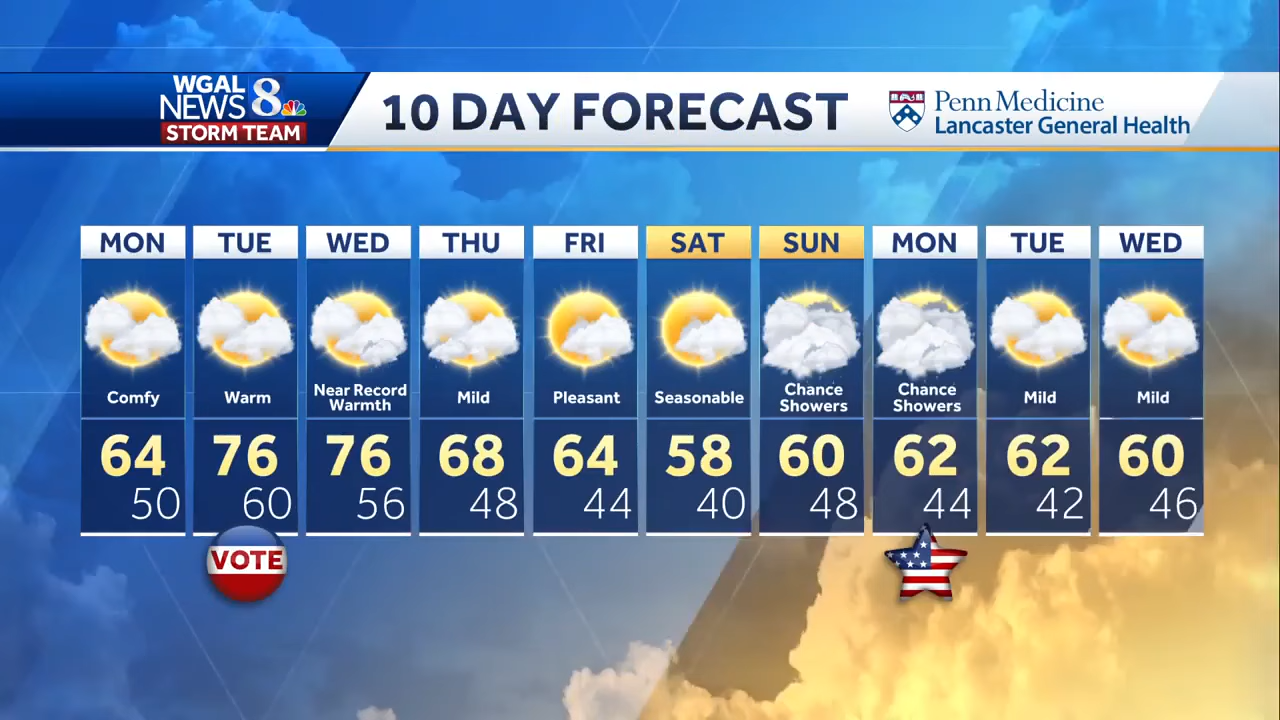 WGAL
NEWS 8
STORM TEAM
10 DAY FORECAST
Penn Medicine
Lancaster General Health
MON TUE WED THU FRI SAT SUN MON TUE WED
Comfy Warm Near Record Warmth Mild Pleasant Seasonable Chance Showers Chance Showers Mild Mild
64 76 76 68 64 58 60 62 62 60
50 60 56 48 44 40 48 44 42 46
VOTE